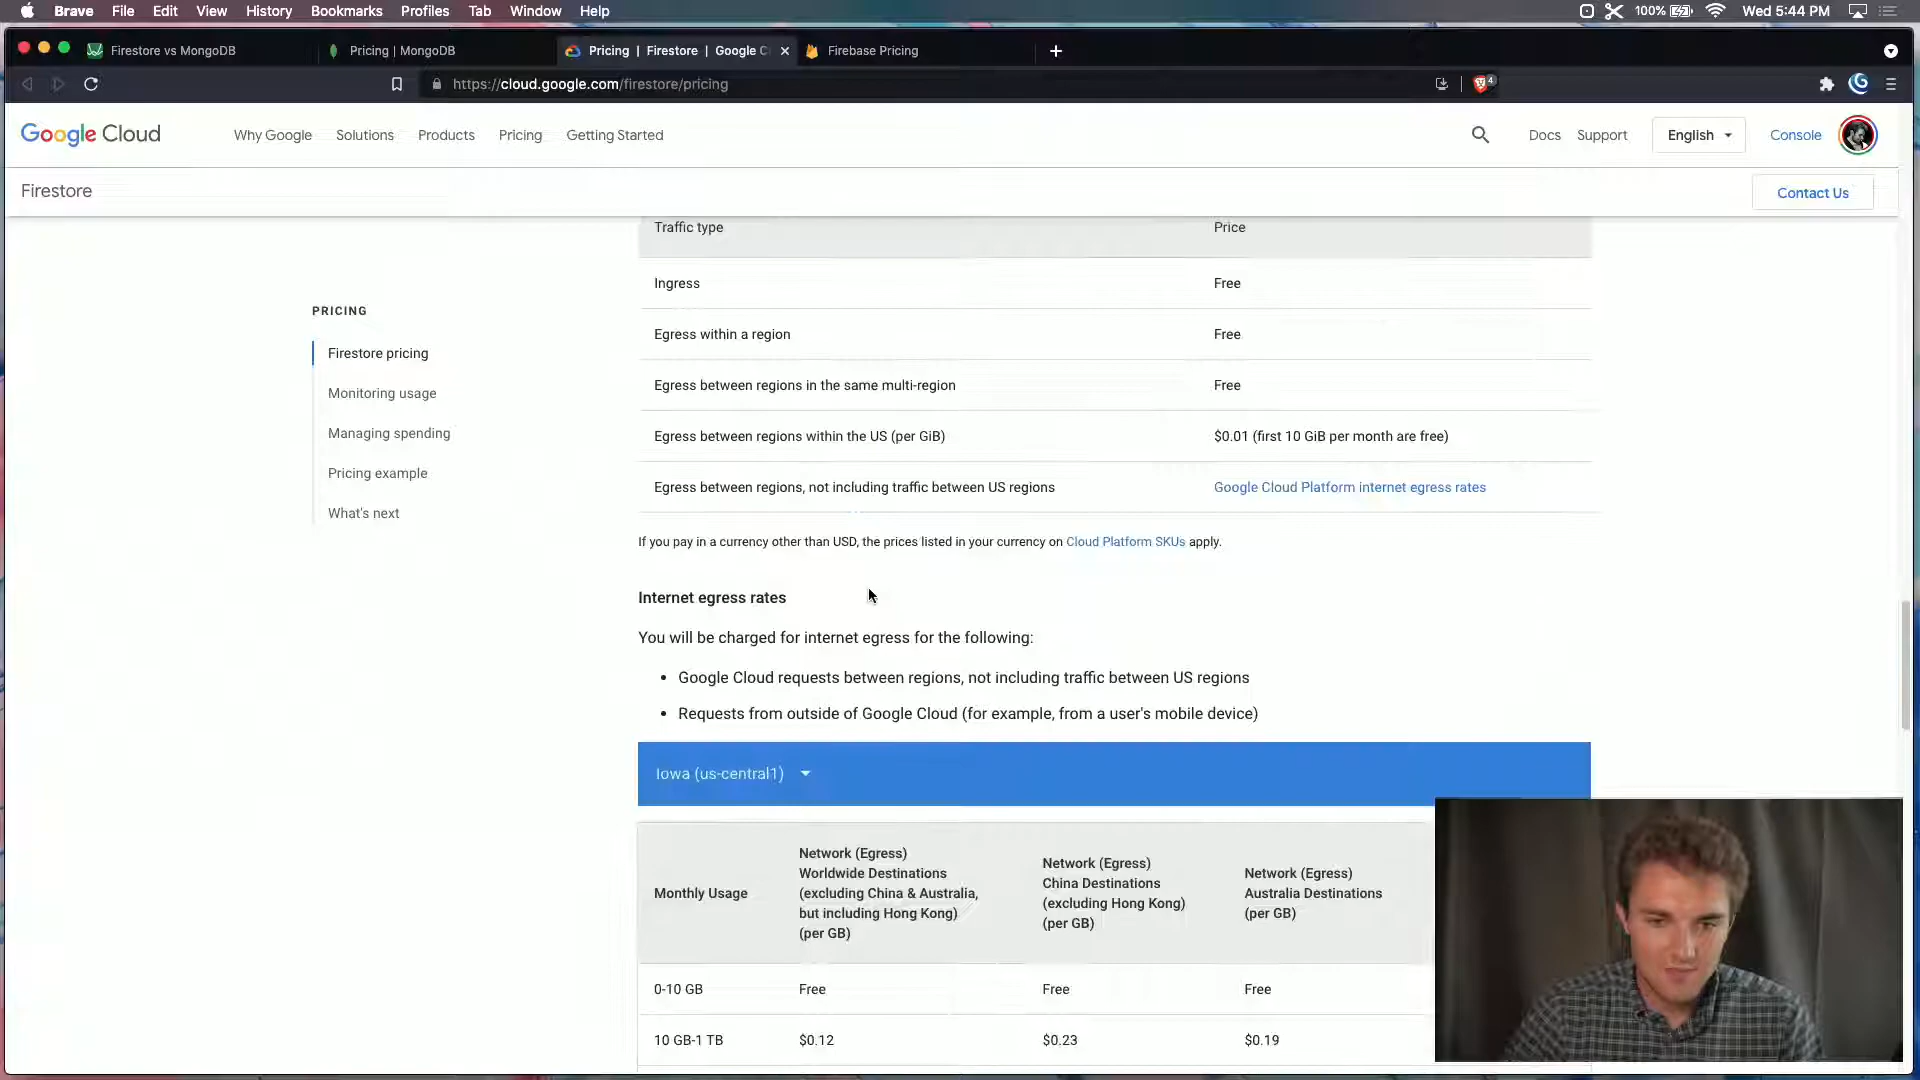 Brave File Edit View History Bookmarks Profiles Tab Window Help 100% Wed 5:44 PM
Firestore vs MongoDB Pricing | MongoDB Pricing | Firestore | Google C Firebase Pricing
https://cloud.google.com/firestore/pricing 4
Google Cloud Why Google Solutions Products Pricing Getting Started Docs Support English Console
Firestore Contact Us
Traffic type Price
Ingress Free
Egress within a region Free
Egress between regions in the same multi-region Free
Egress between regions within the US (per GiB) $0.01 (first 10 GiB per month are free)
Egress between regions, not including traffic between US regions Google Cloud Platform internet egress rates
PRICING
Firestore pricing
Monitoring usage
Managing spending
Pricing example
What's next
If you pay in a currency other than USD, the prices listed in your currency on Cloud Platform SKUs apply.
Internet egress rates
You will be charged for internet egress for the following:
• Google Cloud requests between regions, not including traffic between US regions
• Requests from outside of Google Cloud (for example, from a user's mobile device)
Iowa (us-central1)
Monthly Usage
Network (Egress)
Worldwide Destinations
(excluding China & Australia,
but including Hong Kong)
(per GB)
Network (Egress)
China Destinations
(excluding Hong Kong)
(per GB)
Network (Egress)
Australia Destinations
(per GB)
0-10 GB Free Free Free
10 GB-1 TB $0.12 $0.23 $0.19